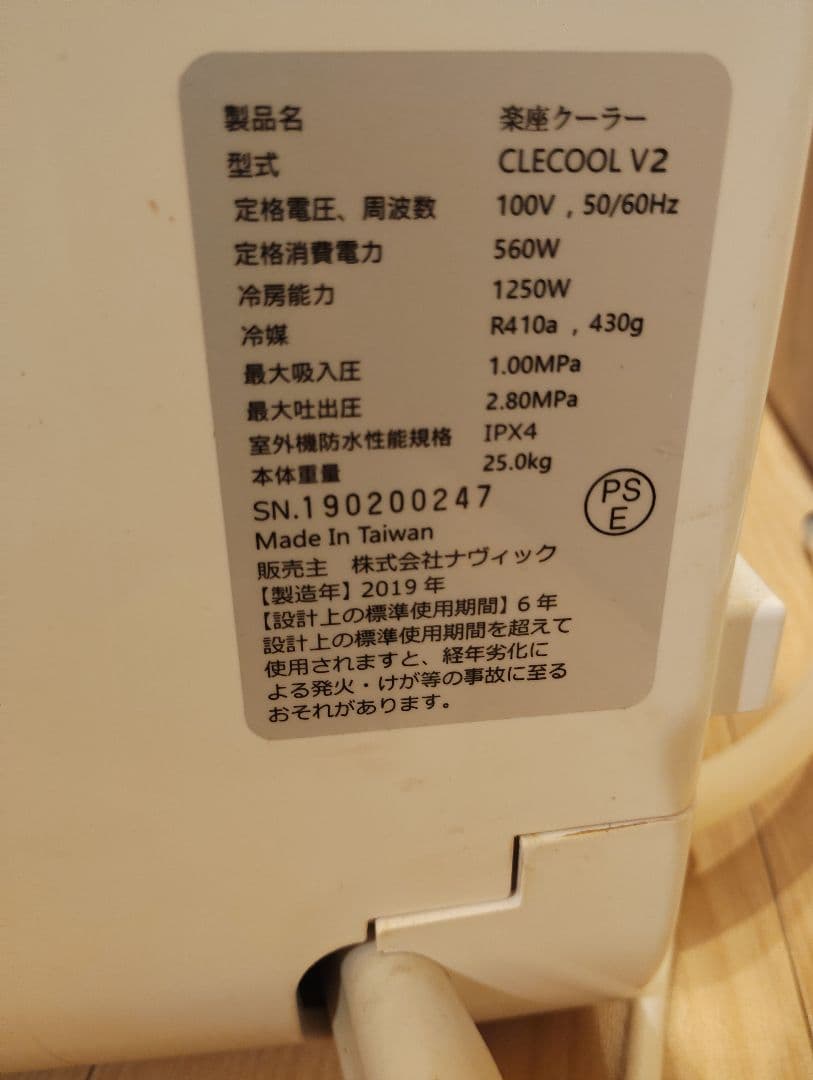 製品名 楽座クーラー
型式 CLECOOL V2
定格電圧、周波数 100V , 50/60Hz
定格消費電力 560W
冷房能力 1250W
冷媒 R410a , 430g
最大吸入圧 1.00MPa
最大吐出圧 2.80MPa
室外機防水性能規格 IPX4
本体重量 25.0kg
SN.190200247
PS
E
Made In Taiwan
販売主 株式会社ナヴィック
【製造年】2019 年
【設計上の標準使用期間】6 年
設計上の標準使用期間を超えて
使用されますと、経年劣化に
よる発火・けが等の事故に至る
おそれがあります。